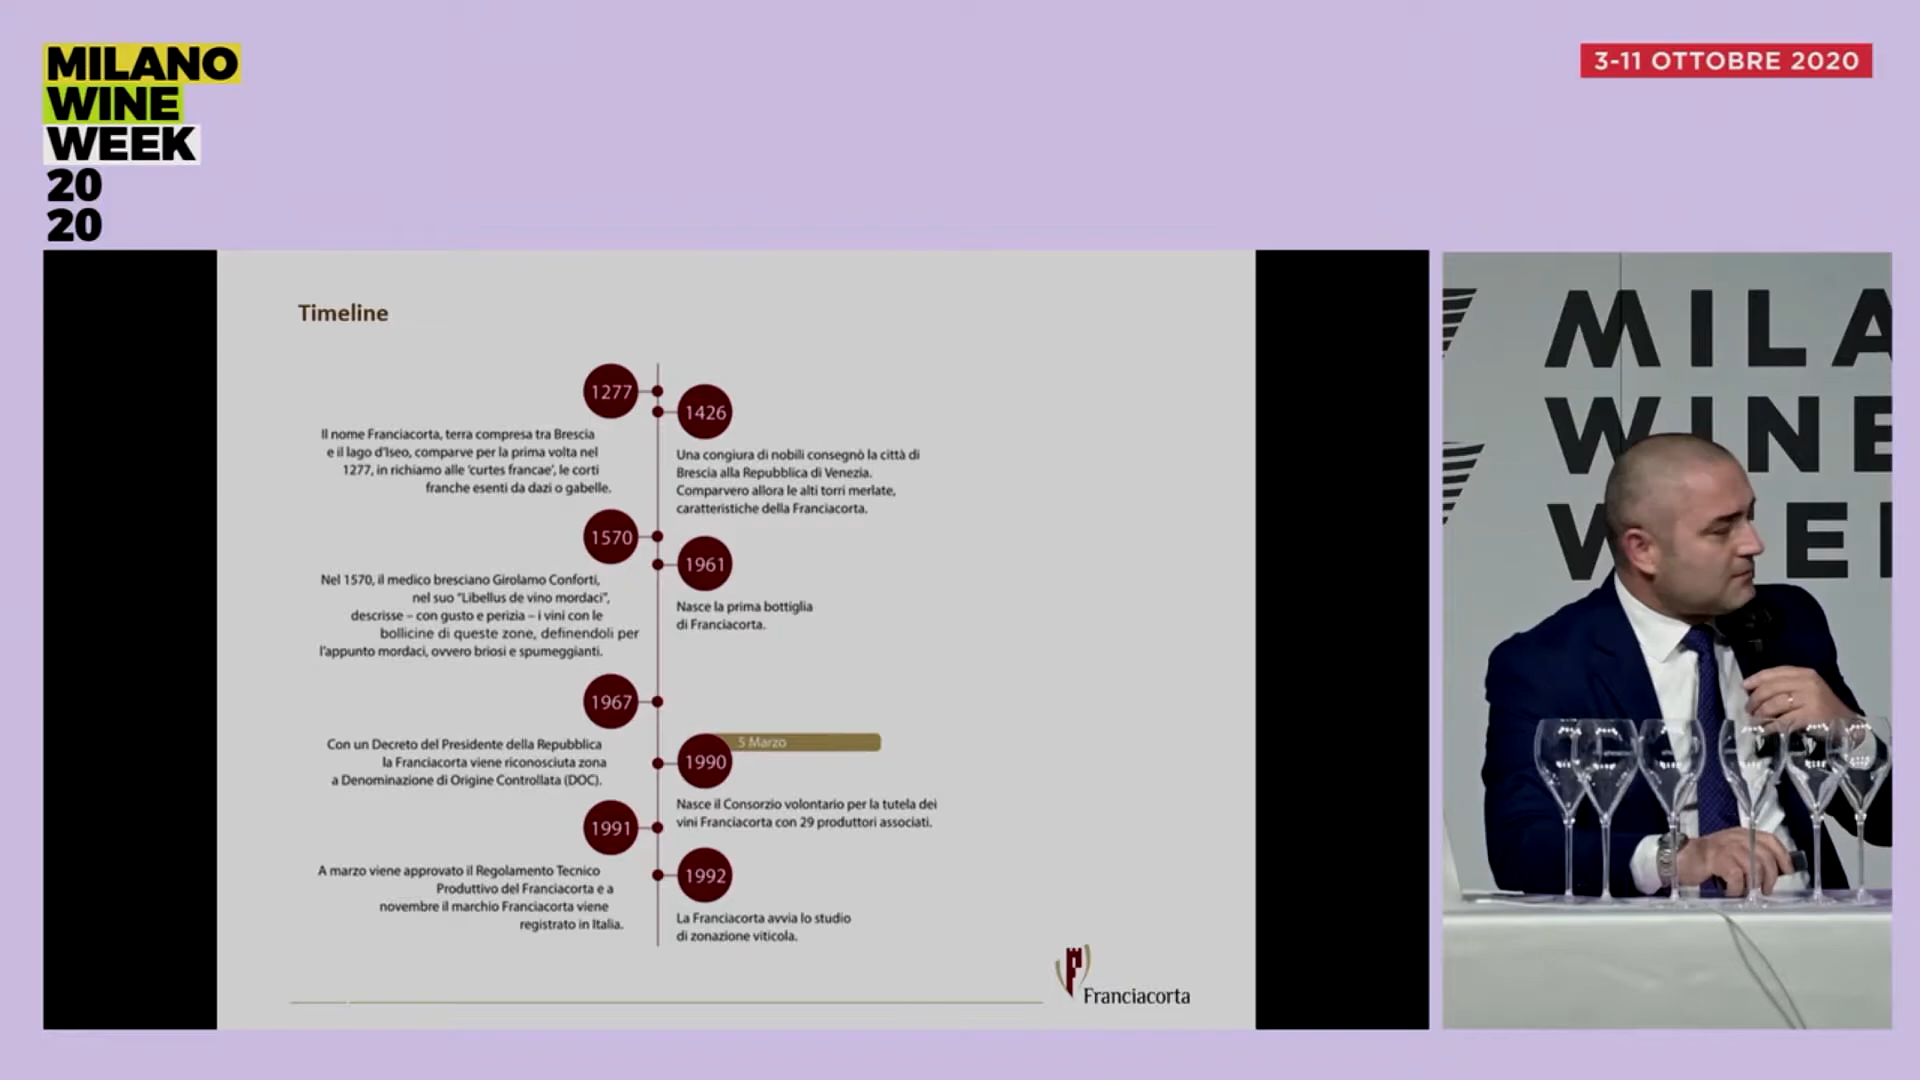 MILANO
WINE
WEEK
20
20
3-11 OTTOBRE 2020
Timeline
1277
Il nome Franciacorta, terra compresa tra Brescia
e il lago d'Iseo, comparve per la prima volta nel
1277, in richiamo alle 'curtes francae', le corti
franche esenti da dazi o gabelle.
1426
Una congiura di nobili consegnò la città di
Brescia alla Repubblica di Venezia.
Comparvero allora le alti torri merlate,
caratteristiche della Franciacorta.
1570
Nel 1570, il medico bresciano Girolamo Conforti,
nel suo "Libellus de vino mordaci",
descrisse – con gusto e perizia – i vini con le
bollicine di queste zone, definendoli per
l'appunto mordaci, ovvero briosi e spumeggianti.
1961
Nasce la prima bottiglia
di Franciacorta.
1967
Con un Decreto del Presidente della Repubblica
la Franciacorta viene riconosciuta zona
a Denominazione di Origine Controllata (DOC).
5 Marzo
1990
Nasce il Consorzio volontario per la tutela dei
vini Franciacorta con 29 produttori associati.
1991
A marzo viene approvato il Regolamento Tecnico
Produttivo del Franciacorta e a
novembre il marchio Franciacorta viene
registrato in Italia.
1992
La Franciacorta avvia lo studio
di zonazione viticola.
Franciacorta
MILA
WINE
WE